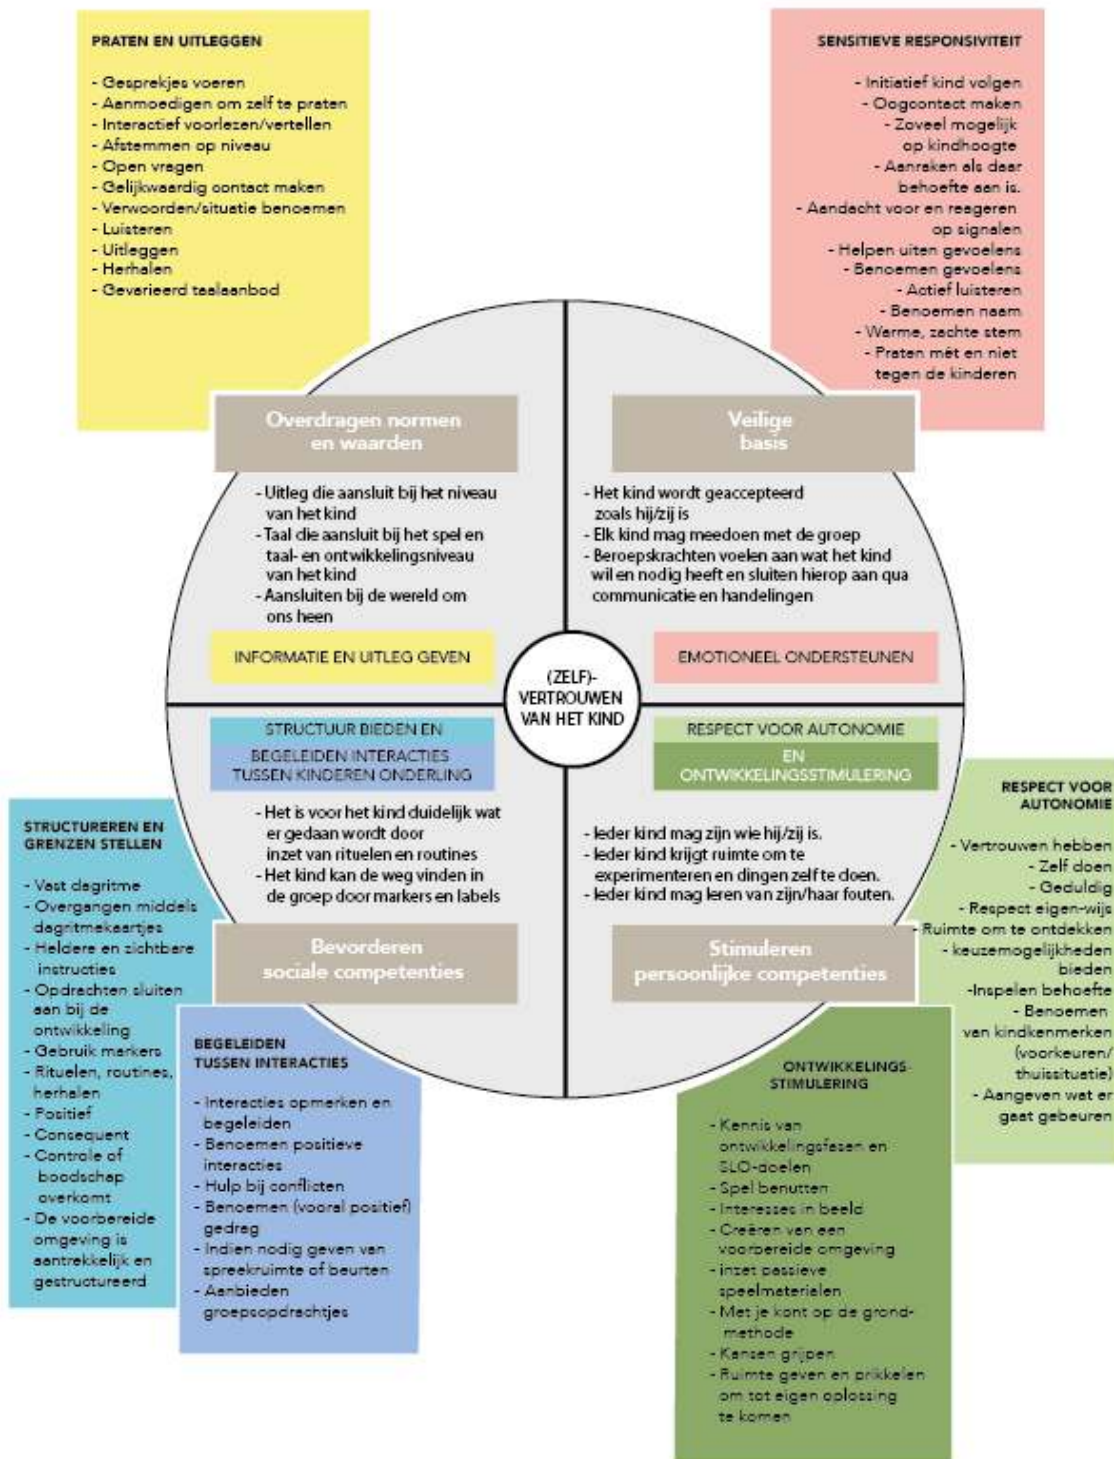 PRATEN EN UITLEGGEN
- Gesprekjes voeren
- Aanmoedigen om zelf te praten
- Interactief voorlezen/vertellen
- Afstemmen op niveau
- Open vragen
- Gelijkwaardig contact maken
- Verwoorden/situatie benoemen
- Luisteren
- Uitleggen
- Herhalen
- Gevarieerd taalaanbod
SENSITIEVE RESPONSIVITEIT
- Initiatief kind volgen
- Oogcontact maken
- Zoveel mogelijk
op kindhoogte
- Aanraken als daar
behoefte aan is.
- Aandacht voor en reageren
op signalen
- Helpen uiten gevoelens
- Benoemen gevoelens
- Actief luisteren
- Benoemen naam
- Warme, zachte stem
- Praten mét en niet
tegen de kinderen
Overdragen normen
en waarden
- Uitleg die aansluit bij het niveau
van het kind
- Taal die aansluit bij het spel en
taal- en ontwikkelingsniveau
van het kind
- Aansluiten bij de wereld om
ons heen
INFORMATIE EN UITLEG GEVEN
Veilige
basis
- Het kind wordt geaccepteerd
zoals hij/zij is
- Elk kind mag meedoen met de groep
- Beroepskrachten voelen aan wat het kind
wil en nodig heeft en sluiten hierop aan qua
communicatie en handelingen
EMOTIONEEL ONDERSTEUNEN
(ZELF)-
VERTROUWEN
VAN HET KIND
STRUCTUUR BIEDEN EN
BEGELEIDEN INTERACTIES
TUSSEN KINDEREN ONDERLING
- Het is voor het kind duidelijk wat
er gedaan wordt door
inzet van rituelen en routines
- Het kind kan de weg vinden in
de groep door markers en labels
Bevorderen
sociale competenties
RESPECT VOOR AUTONOMIE
EN
ONTWIKKELINGSSTIMULERING
- Ieder kind mag zijn wie hij/zij is.
- Ieder kind krijgt ruimte om te
experimenteren en dingen zelf te doen.
- Ieder kind mag leren van zijn/haar fouten.
Stimuleren
persoonlijke competenties
STRUCTUREREN EN
GRENZEN STELLEN
- Vast dagritme
- Overgangen middels
dagritmekaartjes
- Heldere en zichtbare
instructies
- Opdrachten sluiten
aan bij de
ontwikkeling
- Gebruik markers
- Rituelen, routines,
herhalen
- Positief
- Consequent
- Controle of
boodschap
overkomt
- De voorbereide
omgeving is
aantrekkelijk en
gestructureerd
BEGELEIDEN
TUSSEN INTERACTIES
- Interacties opmerken en
begeleiden
- Benoemen positieve
interacties
- Hulp bij conflicten
- Benoemen (vooral positief)
gedrag
- Indien nodig geven van
spreekruimte of beurten
- Aanbieden
groepsopdrachtjes
ONTWIKKELINGS-
STIMULERING
- Kennis van
ontwikkelingsfasen en
SLO-doelen
- Spel benutten
- Interesses in beeld
- Creëren van een
voorbereide omgeving
- inzet passieve
speelmaterialen
- Met je kont op de grond-
methode
- Kansen grijpen
- Ruimte geven en prikkelen
om tot eigen oplossing
te komen
RESPECT VOOR
AUTONOMIE
- Vertrouwen hebben
- Zelf doen
- Geduldig
- Respect eigen-wijs
- Ruimte om te ontdekken
- keuzemogelijkheden
bieden
-Inspelen behoefte
- Benoemen
van kindkenmerken
(voorkeuren/
thuissituatie)
- Aangeven wat er
gaat gebeuren